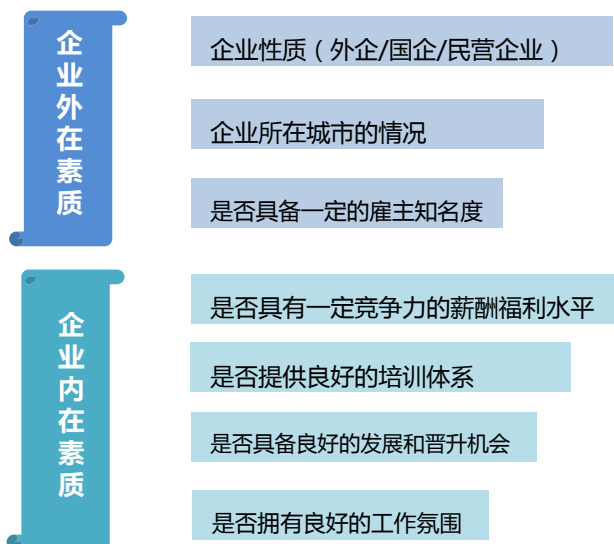 企业外在素质
企业性质（外企/国企/民营企业）
企业所在城市的情况
是否具备一定的雇主知名度
企业内在素质
是否具有一定竞争力的薪酬福利水平
是否提供良好的培训体系
是否具备良好的发展和晋升机会
是否拥有良好的工作氛围